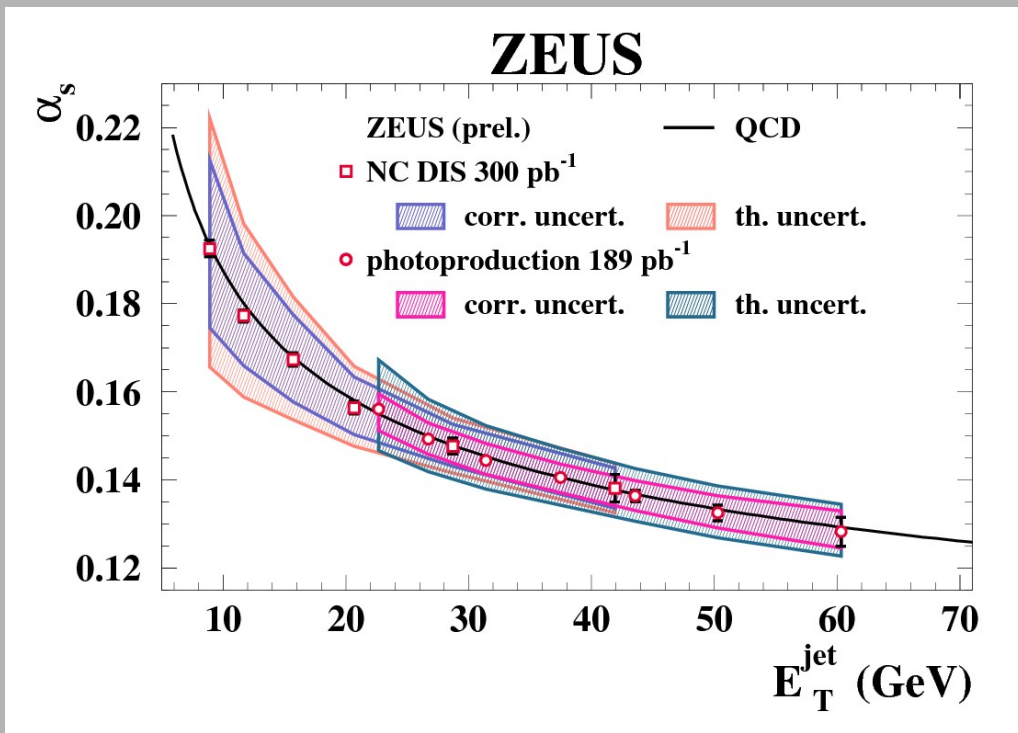 ZEUS
αs
0.22
0.20
0.18
0.16
0.14
0.12
ZEUS (prel.)
QCD
NC DIS 300 pb-1
corr. uncert.
th. uncert.
photoproduction 189 pb-1
corr. uncert.
th. uncert.
10 20 30 40 50 60 70
E_T^jet (GeV)